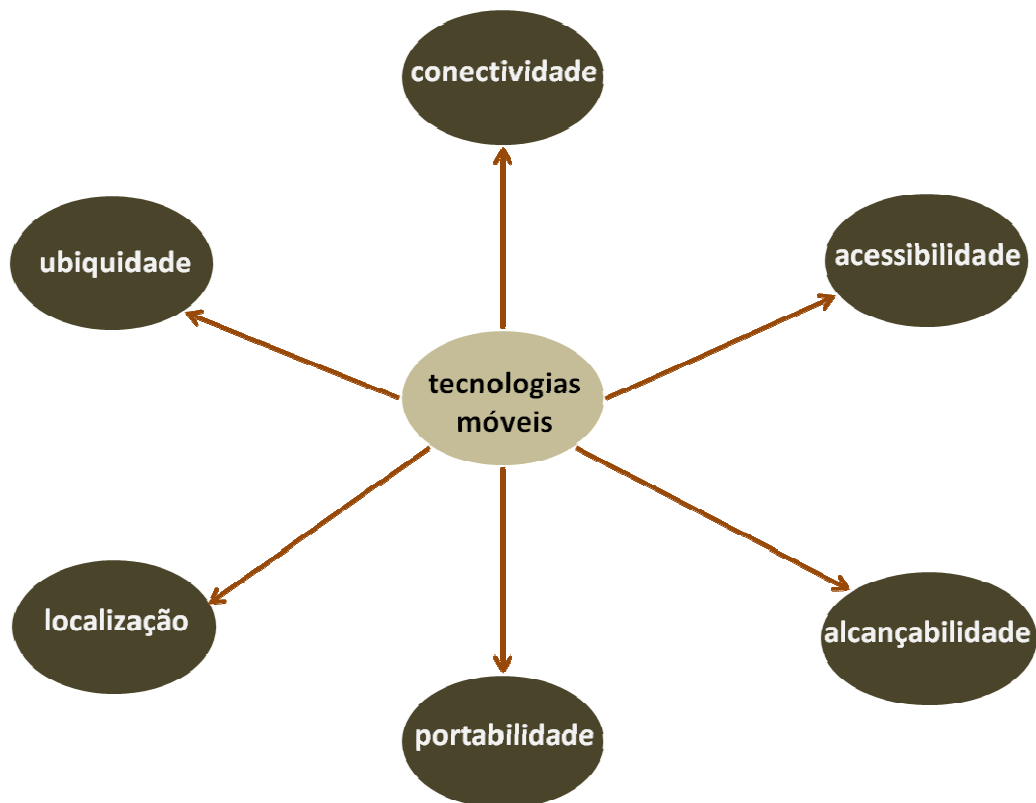 conectividade
ubiquidade
acessibilidade
tecnologias
móveis
localização
alcançabilidade
portabilidade